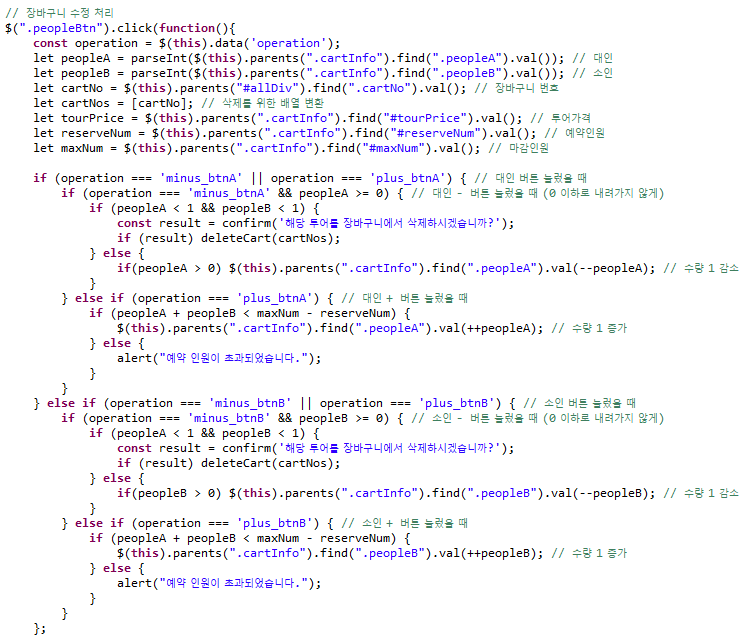 // 장바구니 수정 처리
$(".peopleBtn").click(function(){
    const operation = $(this).data('operation');
    let peopleA = parseInt($(this).parents(".cartInfo").find(".peopleA").val()); // 대인
    let peopleB = parseInt($(this).parents(".cartInfo").find(".peopleB").val()); // 소인
    let cartNo = $(this).parents("#allDiv").find(".cartNo").val(); // 장바구니 번호
    let cartNos = [cartNo]; // 삭제를 위한 배열 변환
    let tourPrice = $(this).parents(".cartInfo").find("#tourPrice").val(); // 투어가격
    let reserveNum = $(this).parents(".cartInfo").find("#reserveNum").val(); // 예약인원
    let maxNum = $(this).parents(".cartInfo").find("#maxNum").val(); // 마감인원
    if (operation === 'minus_btnA' || operation === 'plus_btnA') { // 대인 버튼 눌렀을 때
        if (operation === 'minus_btnA' && peopleA >= 0) { // 대인 - 버튼 눌렀을 때 (0 이하로 내려가지 않게)
            if (peopleA < 1 && peopleB < 1) {
                const result = confirm('해당 투어를 장바구니에서 삭제하시겠습니까?');
                if (result) deleteCart(cartNos);
            } else {
                if(peopleA > 0) $(this).parents(".cartInfo").find(".peopleA").val(--peopleA); // 수량 1 감소
            }
        } else if (operation === 'plus_btnA') { // 대인 + 버튼 눌렀을 때
            if (peopleA + peopleB < maxNum - reserveNum) {
                $(this).parents(".cartInfo").find(".peopleA").val(++peopleA); // 수량 1 증가
            } else {
                alert("예약 인원이 초과되었습니다.");
            }
        }
    } else if (operation === 'minus_btnB' || operation === 'plus_btnB') { // 소인 버튼 눌렀을 때
        if (operation === 'minus_btnB' && peopleB >= 0) { // 소인 - 버튼 눌렀을 때 (0 이하로 내려가지 않게)
            if (peopleA < 1 && peopleB < 1) {
                const result = confirm('해당 투어를 장바구니에서 삭제하시겠습니까?');
                if (result) deleteCart(cartNos);
            } else {
                if(peopleB > 0) $(this).parents(".cartInfo").find(".peopleB").val(--peopleB); // 수량 1 감소
            }
        } else if (operation === 'plus_btnB') { // 소인 + 버튼 눌렀을 때
            if (peopleA + peopleB < maxNum - reserveNum) {
                $(this).parents(".cartInfo").find(".peopleB").val(++peopleB); // 수량 1 증가
            } else {
                alert("예약 인원이 초과되었습니다.");
            }
        }
    };